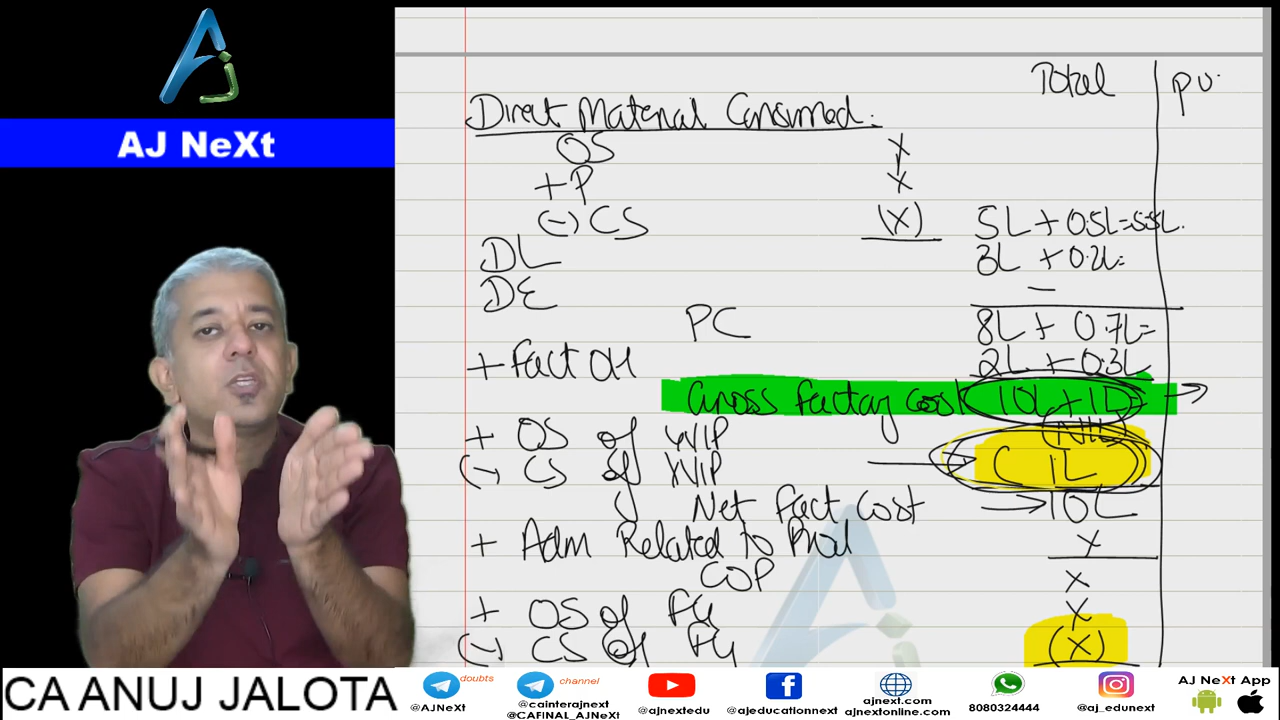 AJ NeXt
Total | p.u.
Direct Material Consumed:
OS X
+ P X
(-) CS (X) 5L + 0.5L=5.5L.
DL 3L + 0.2L=
DE —
PC 8L + 0.7L=
+ Fact OH 2L + 0.3L
Gross factory cost 10L + 1L=
+ OS of WIP (NIL)
(-) CS of WIP ( 1L
Net Fact Cost 10L
+ Adm Related to Prod X
COP X
+ OS of FG X
(-) CS of FG (X)
CA ANUJ JALOTA
doubts
@AJNeXt
channel
@cainterajnext
@CAFINAL_AJNeXt
@ajnextedu
@ajeducationnext
ajnext.com
ajnextonline.com
8080324444
@aj_edunext
AJ NeXt App